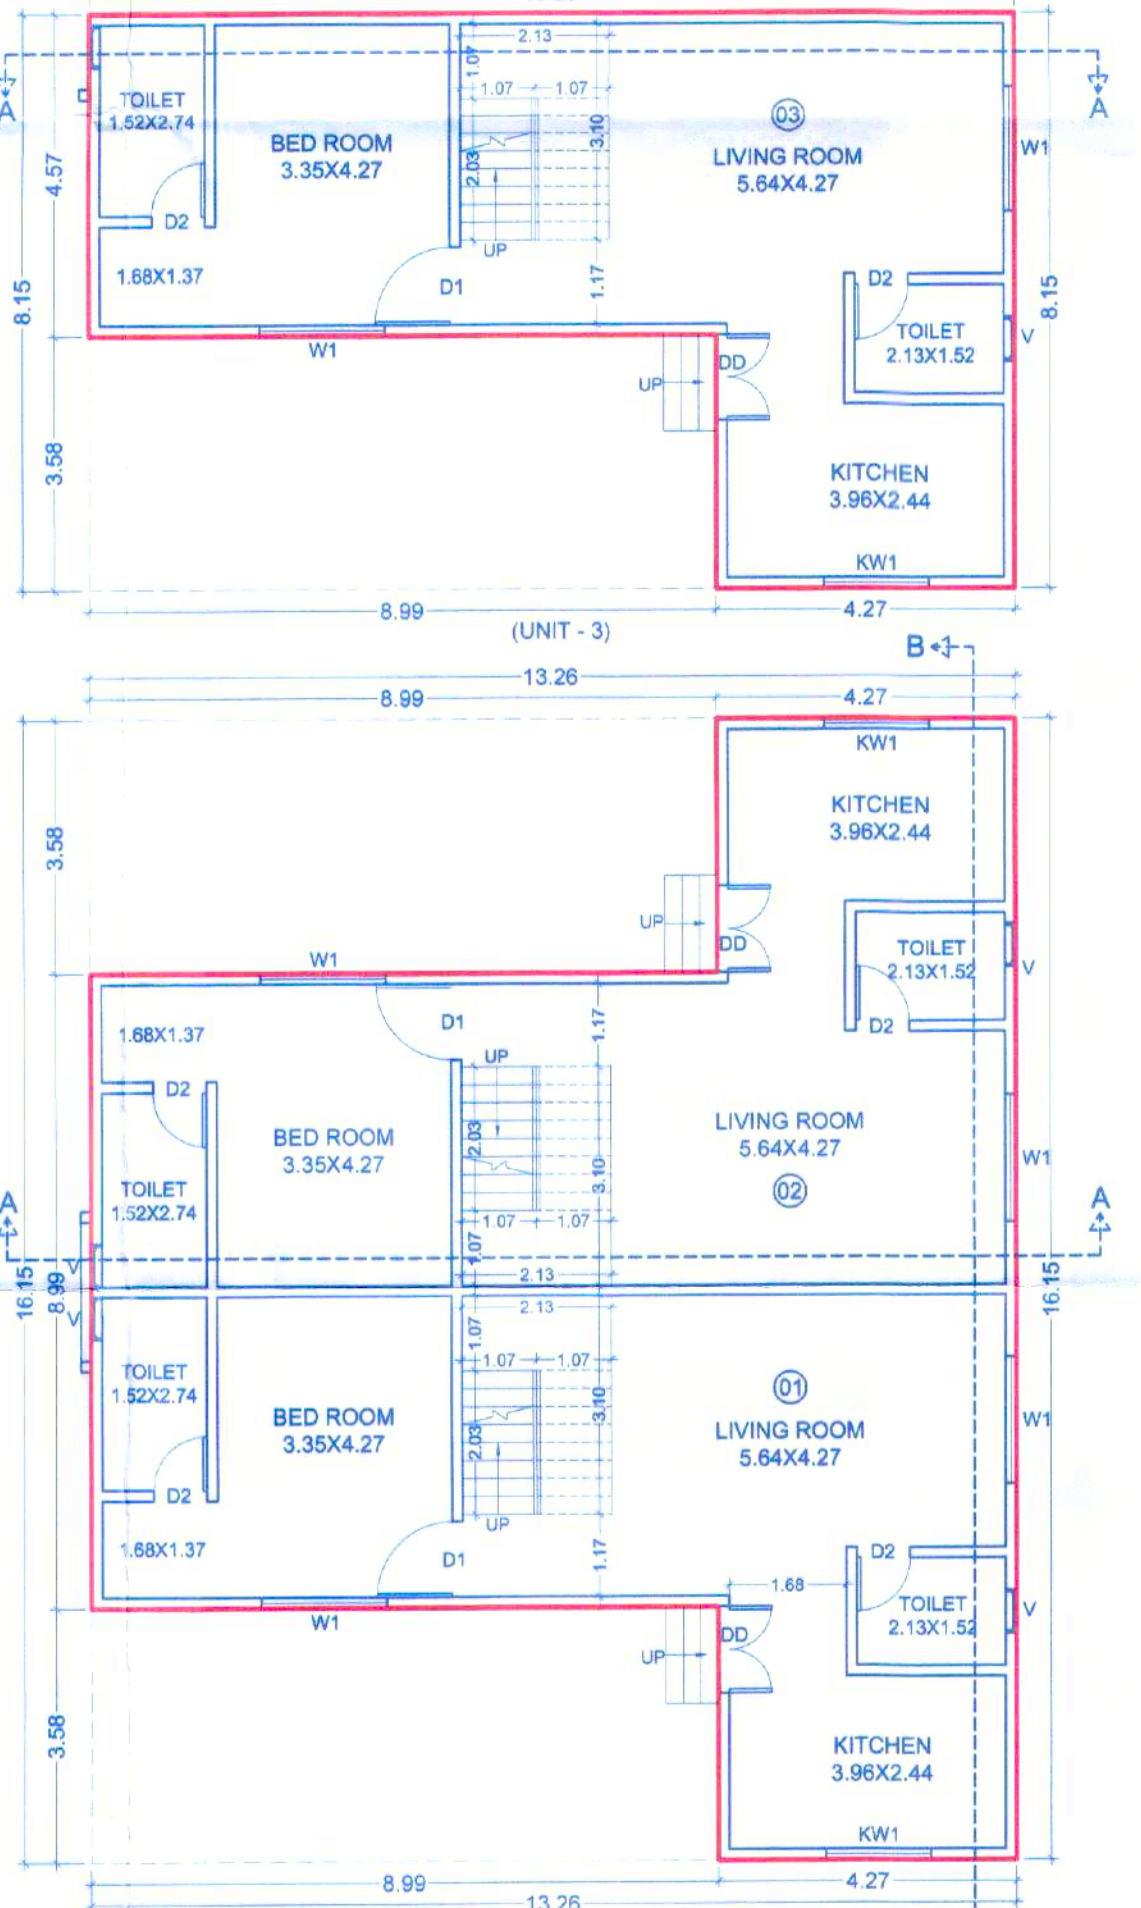 2.13
A
A
1.07
1.07
1.07
TOILET
1.52X2.74
BED ROOM
3.35X4.27
03
LIVING ROOM
5.64X4.27
W1
3.10
2.03
4.57
D2
UP
1.68X1.37
D1
1.17
D2
8.15
8.15
TOILET
2.13X1.52
V
W1
DD
UP
3.58
KITCHEN
3.96X2.44
KW1
8.99
4.27
(UNIT - 3)
B
13.26
8.99
4.27
KW1
KITCHEN
3.96X2.44
3.58
UP
DD
TOILET
2.13X1.52
V
W1
D2
1.68X1.37
D1
1.17
UP
D2
BED ROOM
3.35X4.27
2.03
3.10
LIVING ROOM
5.64X4.27
02
W1
TOILET
1.52X2.74
A
A
1.07
1.07
1.07
V
2.13
16.15
8.99
16.15
2.13
V
1.07
1.07
1.07
TOILET
1.52X2.74
BED ROOM
3.35X4.27
3.10
2.03
01
LIVING ROOM
5.64X4.27
W1
D2
UP
1.68X1.37
D1
1.17
D2
1.68
TOILET
2.13X1.52
V
W1
DD
UP
3.58
KITCHEN
3.96X2.44
KW1
8.99
4.27
13.26